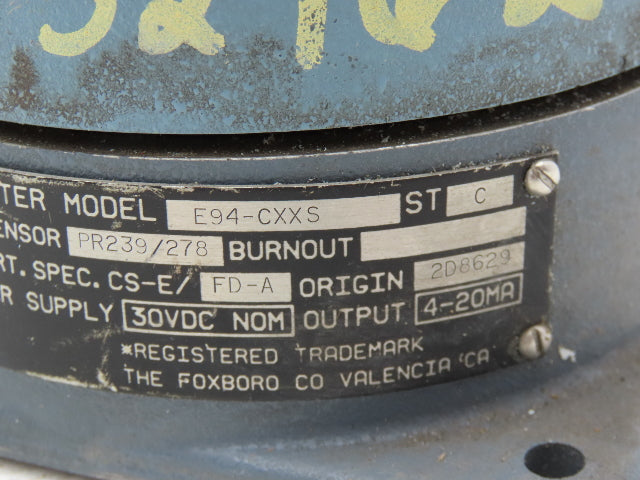 TER MODEL E94-CXXS ST C
ENSOR PR239/278 BURNOUT
RT. SPEC. CS-E/ FD-A ORIGIN 2D8629
R SUPPLY 30VDC NOM OUTPUT 4-20MA
*REGISTERED TRADEMARK
THE FOXBORO CO VALENCIA CA